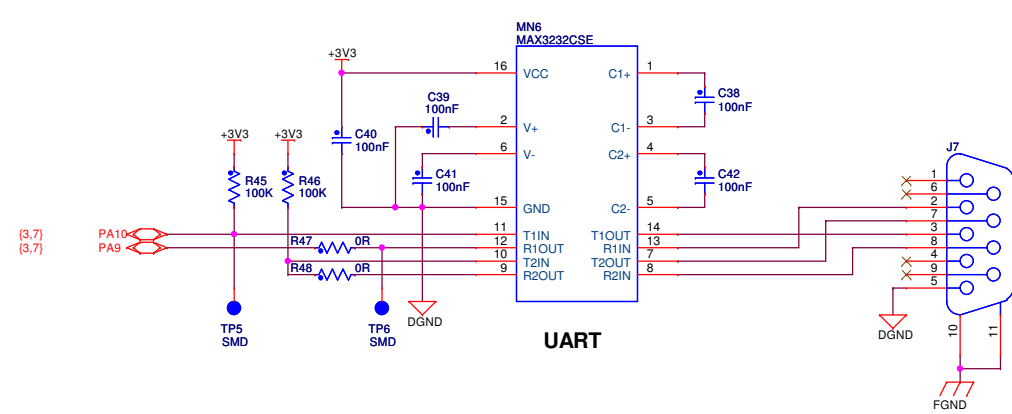 MN6
MAX3232CSE
+3V3
16
VCC
C1+
1
C39
100nF
C38
100nF
2
V+
C1-
3
+3V3
+3V3
C40
100nF
6
V-
C2+
4
J7
R45
100K
R46
100K
C41
100nF
C42
100nF
1
6
15
GND
C2-
5
2
7
{3,7}
PA10
11
T1IN
T1OUT
14
3
{3,7}
PA9
R47
0R
12
R1OUT
R1IN
13
8
10
T2IN
T2OUT
7
4
R48
0R
9
R2OUT
R2IN
8
9
5
TP5
SMD
TP6
SMD
DGND
UART
DGND
10
11
FGND